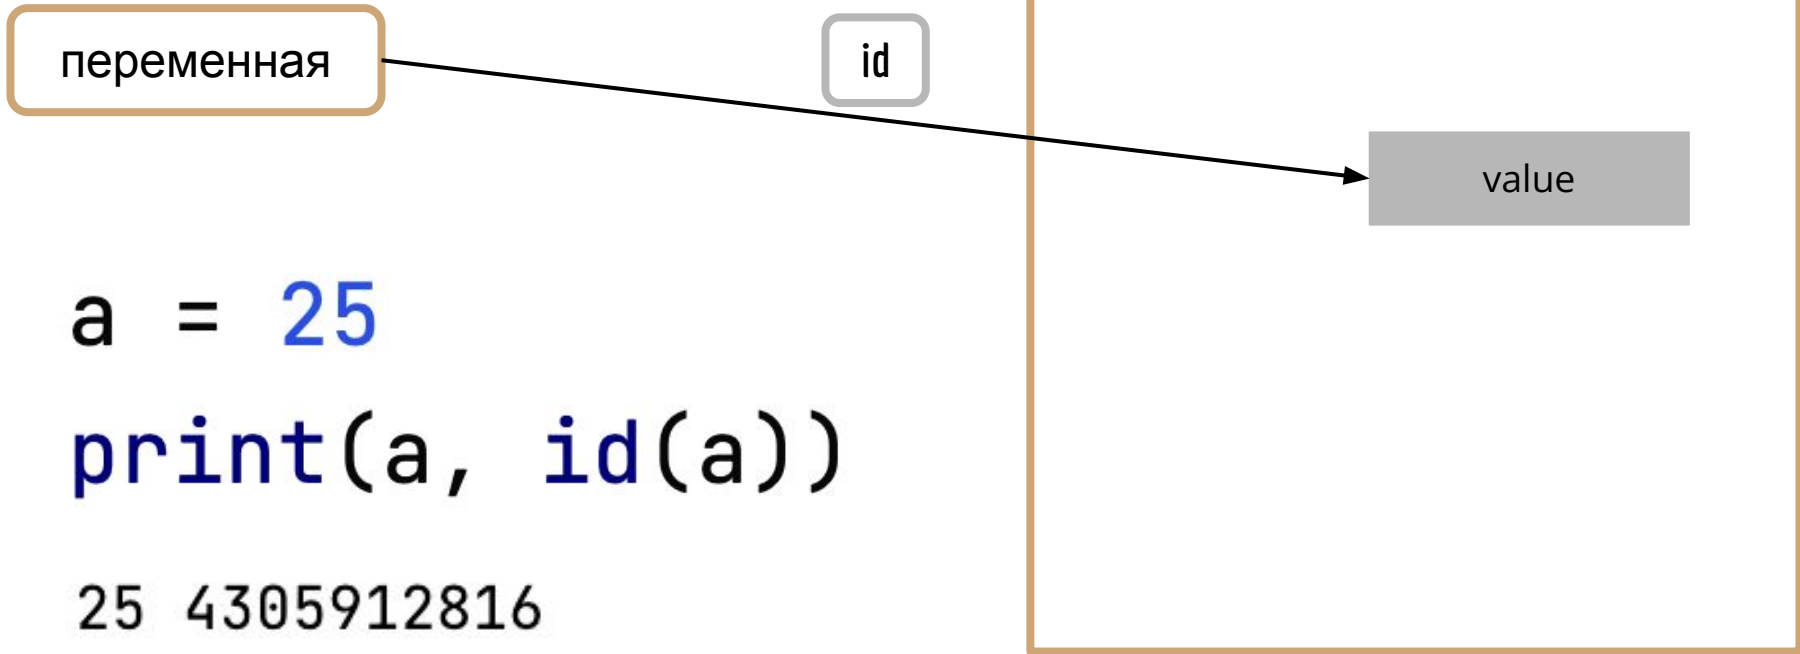 переменная
id
value
a = 25
print(a, id(a))
25 4305912816